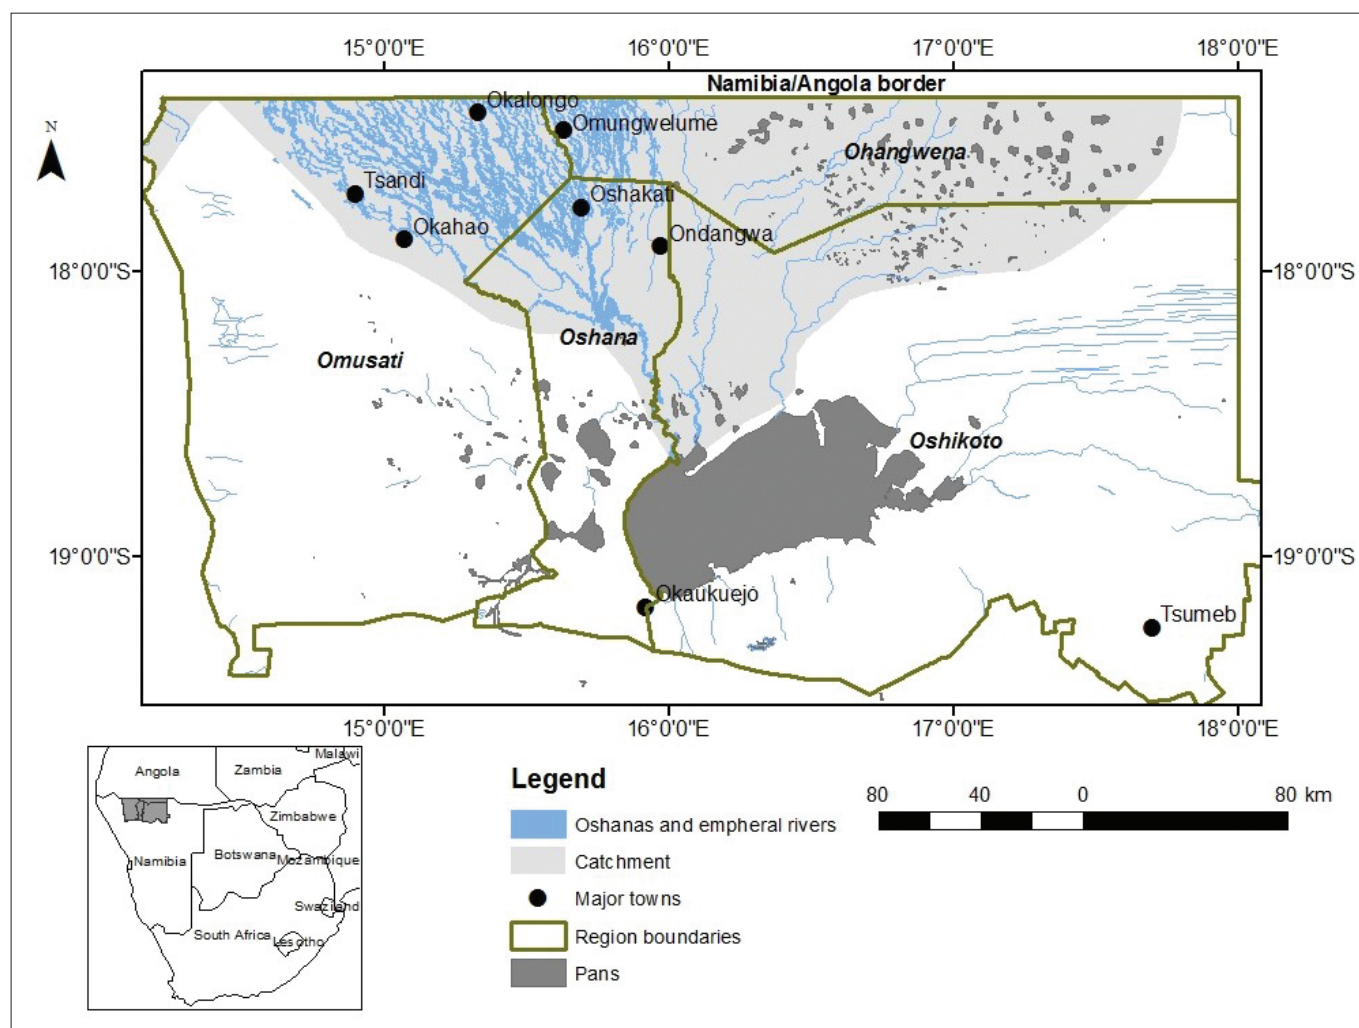 15°0'0"E 16°0'0"E 17°0'0"E 18°0'0"E
Namibia/Angola border
N
Okalongo
Omungwelume
Ohangwena
Tsandi
Oshakati
Okahao
Ondangwa
18°0'0"S 18°0'0"S
Oshana
Omusati
Oshikoto
19°0'0"S 19°0'0"S
Okaukuejo
Tsumeb
15°0'0"E 16°0'0"E 17°0'0"E 18°0'0"E
Malawi
Angola Zambia
Zimbabwe
Namibia Botswana Mozambique
Swaziland
South Africa Lesotho
Legend
Oshanas and empheral rivers
Catchment
Major towns
Region boundaries
Pans
80 40 0 80 km